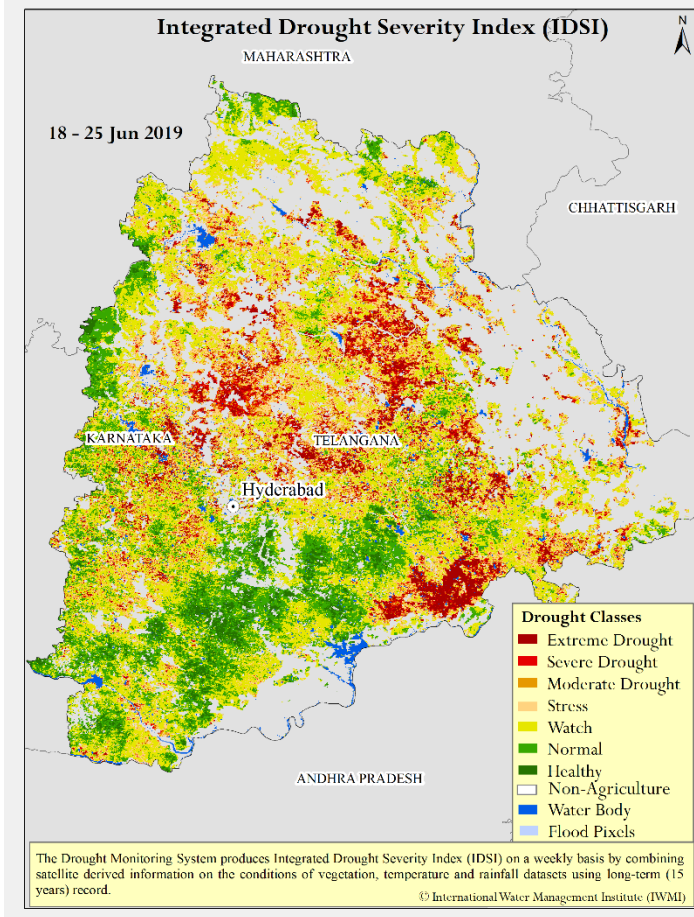 Integrated Drought Severity Index (IDSI)
N
MAHARASHTRA
18 - 25 Jun 2019
CHHATTISGARH
KARNATAKA
TELANGANA
Hyderabad
ANDHRA PRADESH
Drought Classes
Extreme Drought
Severe Drought
Moderate Drought
Stress
Watch
Normal
Healthy
Non-Agriculture
Water Body
Flood Pixels
The Drought Monitoring System produces Integrated Drought Severity Index (IDSI) on a weekly basis by combining
satellite derived information on the conditions of vegetation, temperature and rainfall datasets using long-term (15
years) record.
© International Water Management Institute (IWMI)